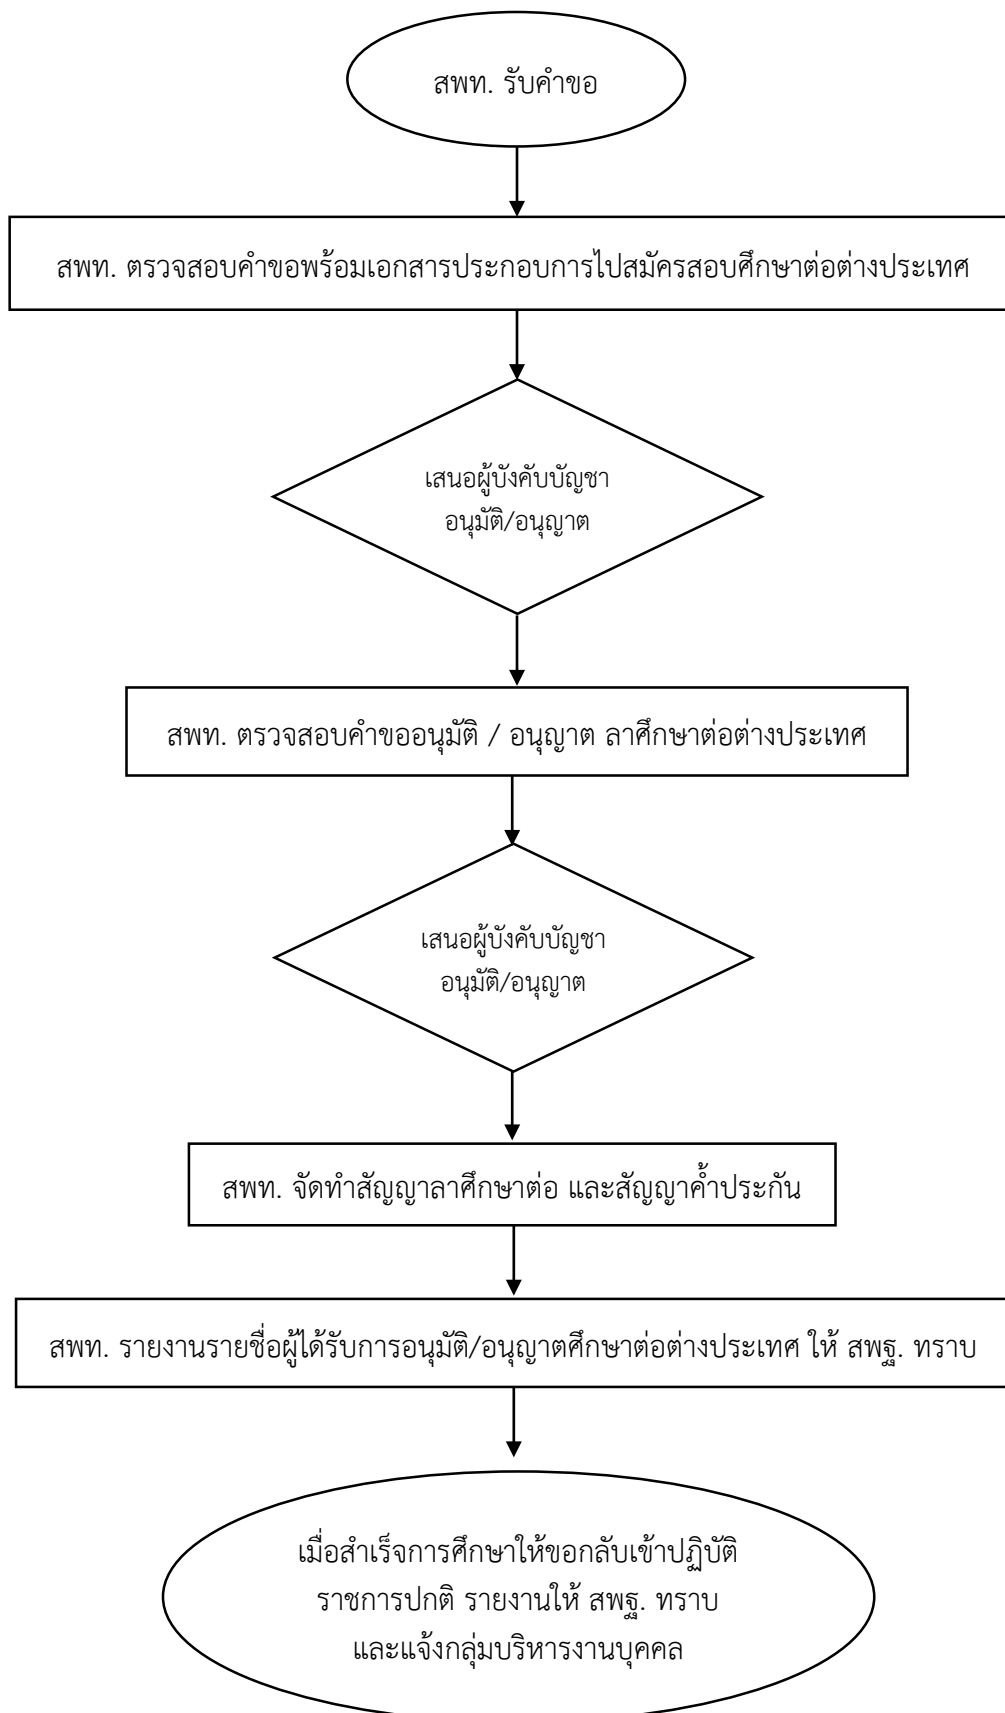 สพท. รับคำขอ
สพท. ตรวจสอบคำขอพร้อมเอกสารประกอบการไปสมัครสอบศึกษาต่อต่างประเทศ
เสนอผู้บังคับบัญชา
อนุมัติ/อนุญาต
สพท. ตรวจสอบคำขออนุมัติ / อนุญาต ลาศึกษาต่อต่างประเทศ
เสนอผู้บังคับบัญชา
อนุมัติ/อนุญาต
สพท. จัดทำสัญญาลาศึกษาต่อ และสัญญาค้ำประกัน
สพท. รายงานรายชื่อผู้ได้รับการอนุมัติ/อนุญาตศึกษาต่อต่างประเทศ ให้ สพฐ. ทราบ
เมื่อสำเร็จการศึกษาให้ขอกลับเข้าปฏิบัติ
ราชการปกติ รายงานให้ สพฐ. ทราบ
และแจ้งกลุ่มบริหารงานบุคคล